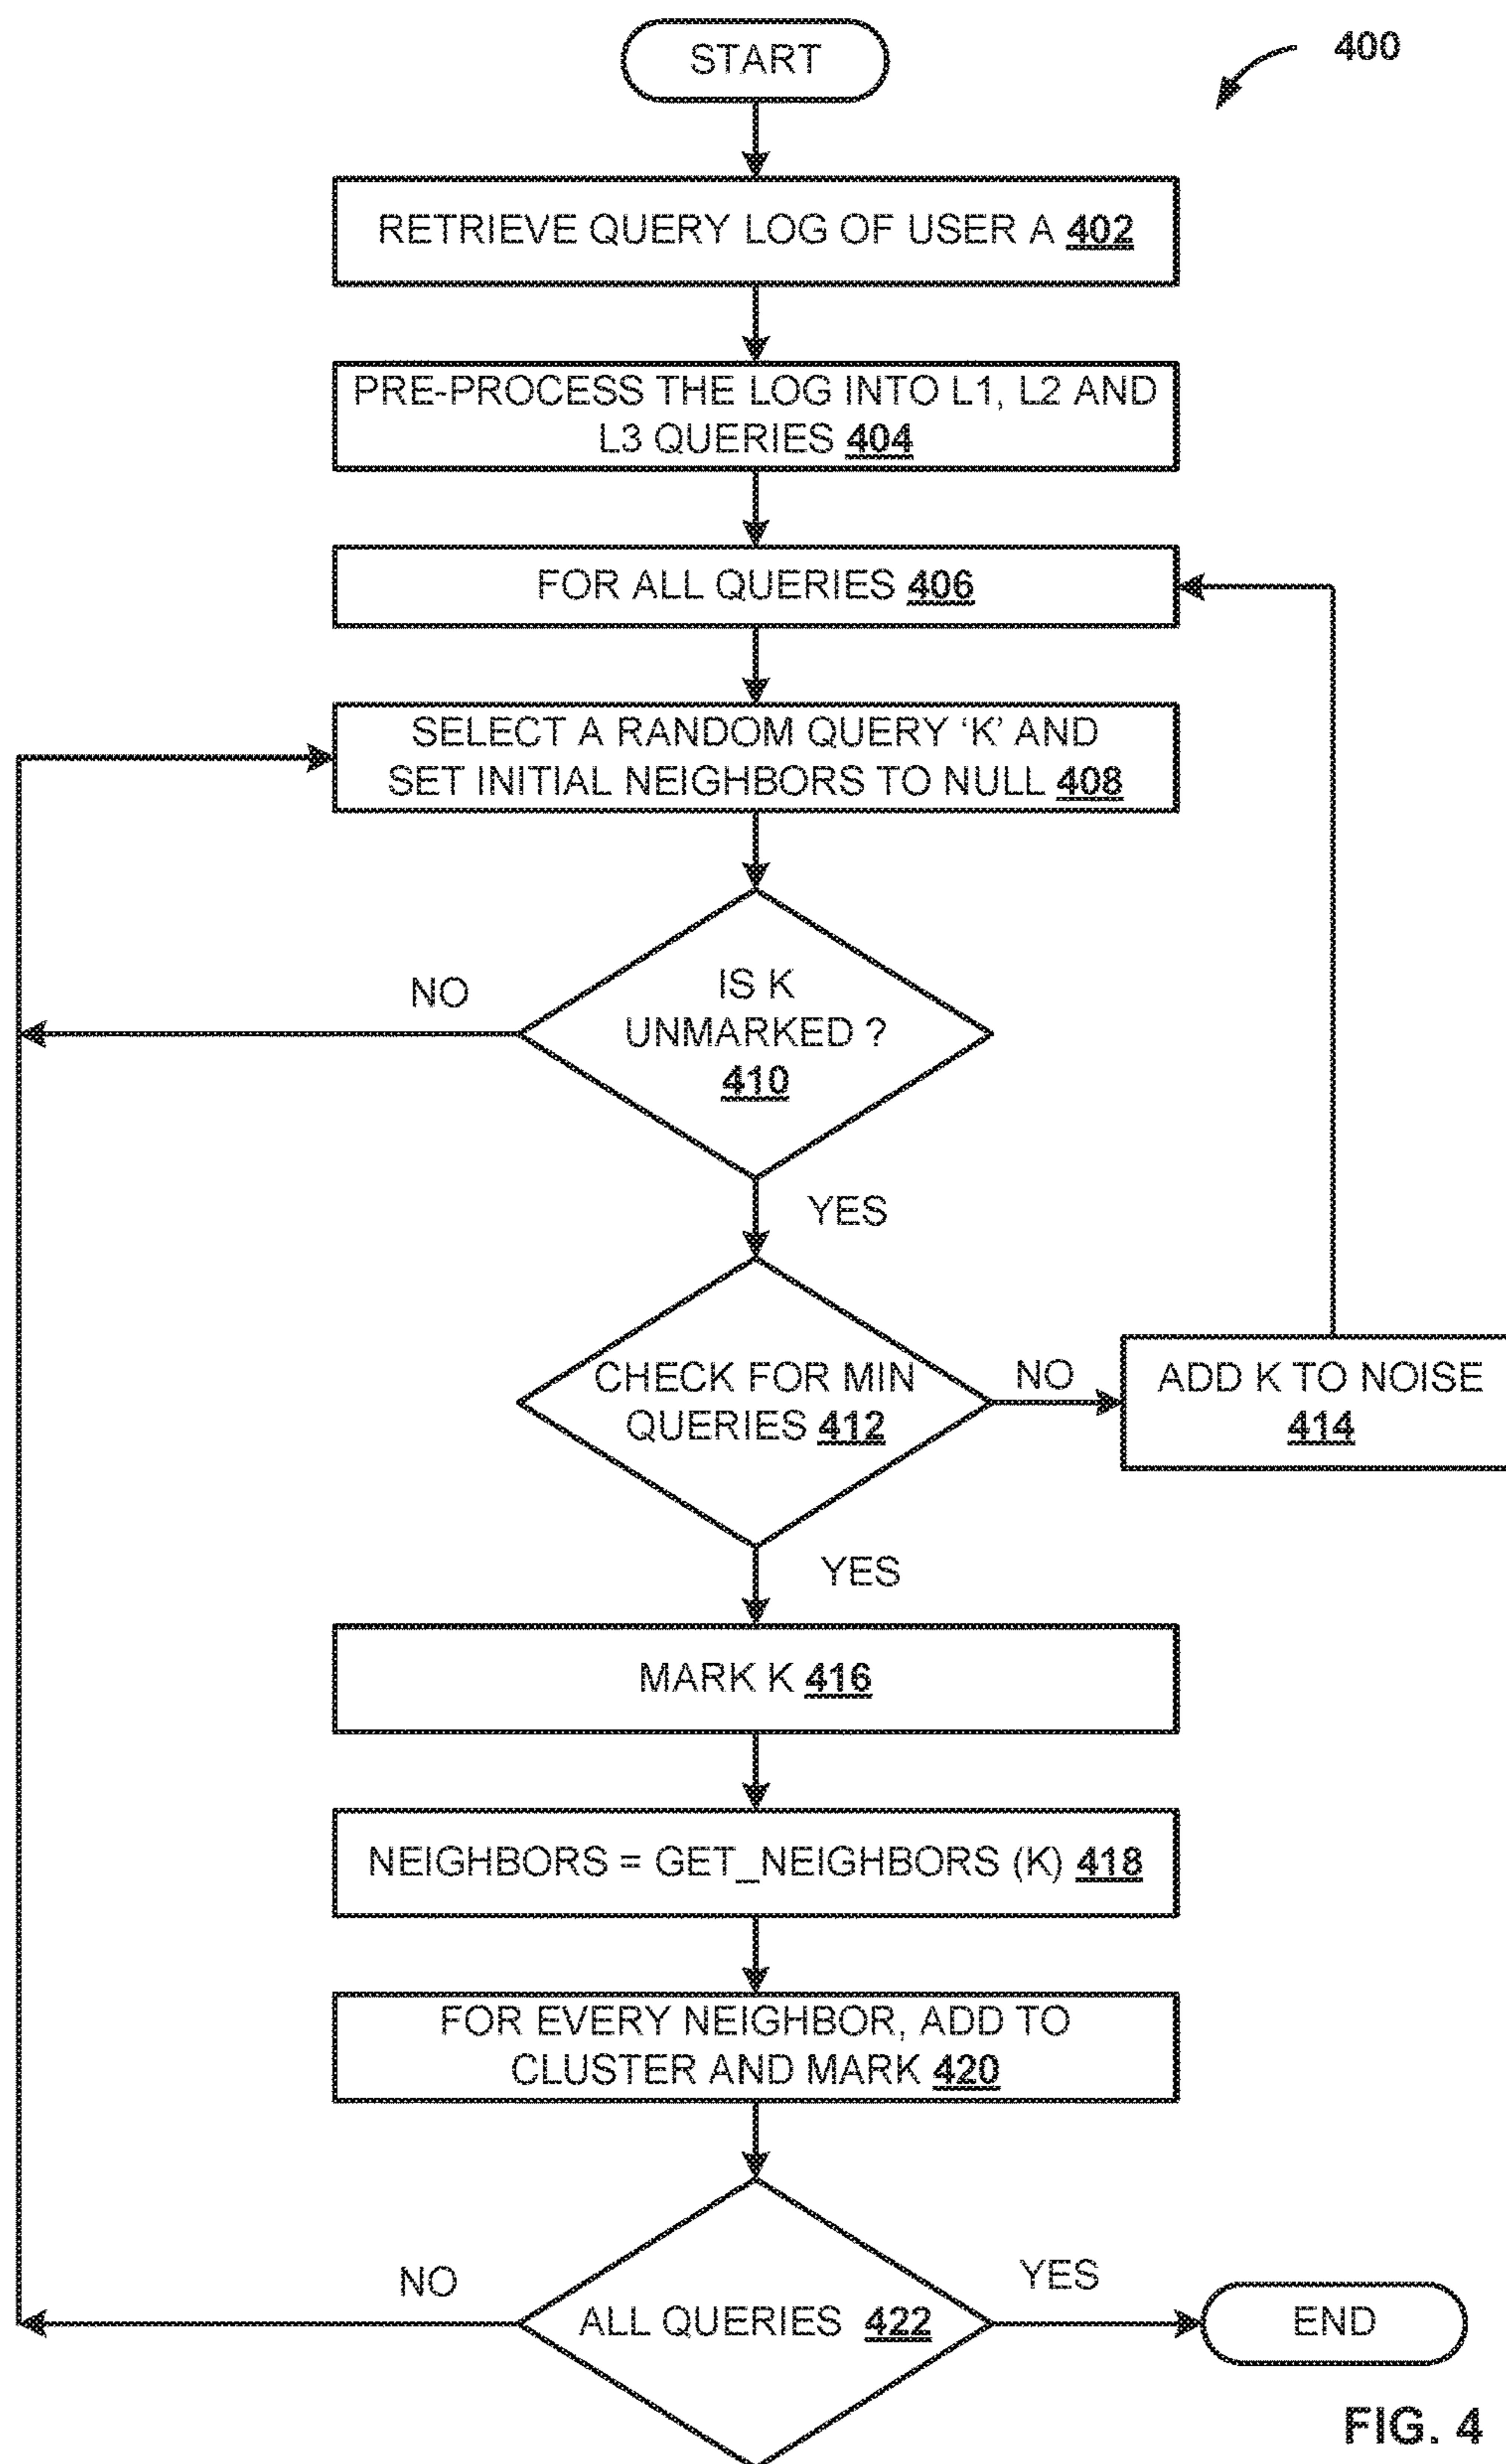 START
400
RETRIEVE QUERY LOG OF USER A 402
PRE-PROCESS THE LOG INTO L1, L2 AND
L3 QUERIES 404
FOR ALL QUERIES 406
SELECT A RANDOM QUERY ‘K’ AND
SET INITIAL NEIGHBORS TO NULL 408
NO
IS K
UNMARKED ?
410
YES
CHECK FOR MIN
QUERIES 412
NO
ADD K TO NOISE
414
YES
MARK K 416
NEIGHBORS = GET_NEIGHBORS (K) 418
FOR EVERY NEIGHBOR, ADD TO
CLUSTER AND MARK 420
NO
ALL QUERIES 422
YES
END
FIG. 4